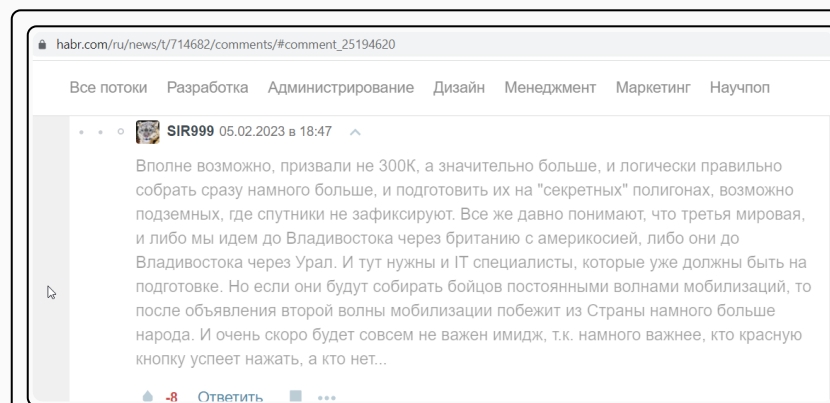 habr.com/ru/news/t/714682/comments/#comment_25194620
Все потоки Разработка Администрирование Дизайн Менеджмент Маркетинг Научпоп
SIR999 05.02.2023 в 18:47
Вполне возможно, призвали не 300К, а значительно больше, и логически правильно
собрать сразу намного больше, и подготовить их на "секретных" полигонах, возможно
подземных, где спутники не зафиксируют. Все же давно понимают, что третья мировая,
и либо мы идем до Владивостока через британию с америкосией, либо они до
Владивостока через Урал. И тут нужны и IT специалисты, которые уже должны быть на
подготовке. Но если они будут собирать бойцов постоянными волнами мобилизаций, то
после объявления второй волны мобилизации побежит из Страны намного больше
народа. И очень скоро будет совсем не важен имидж, т.к. намного важнее, кто красную
кнопку успеет нажать, а кто нет...
-8 Ответить